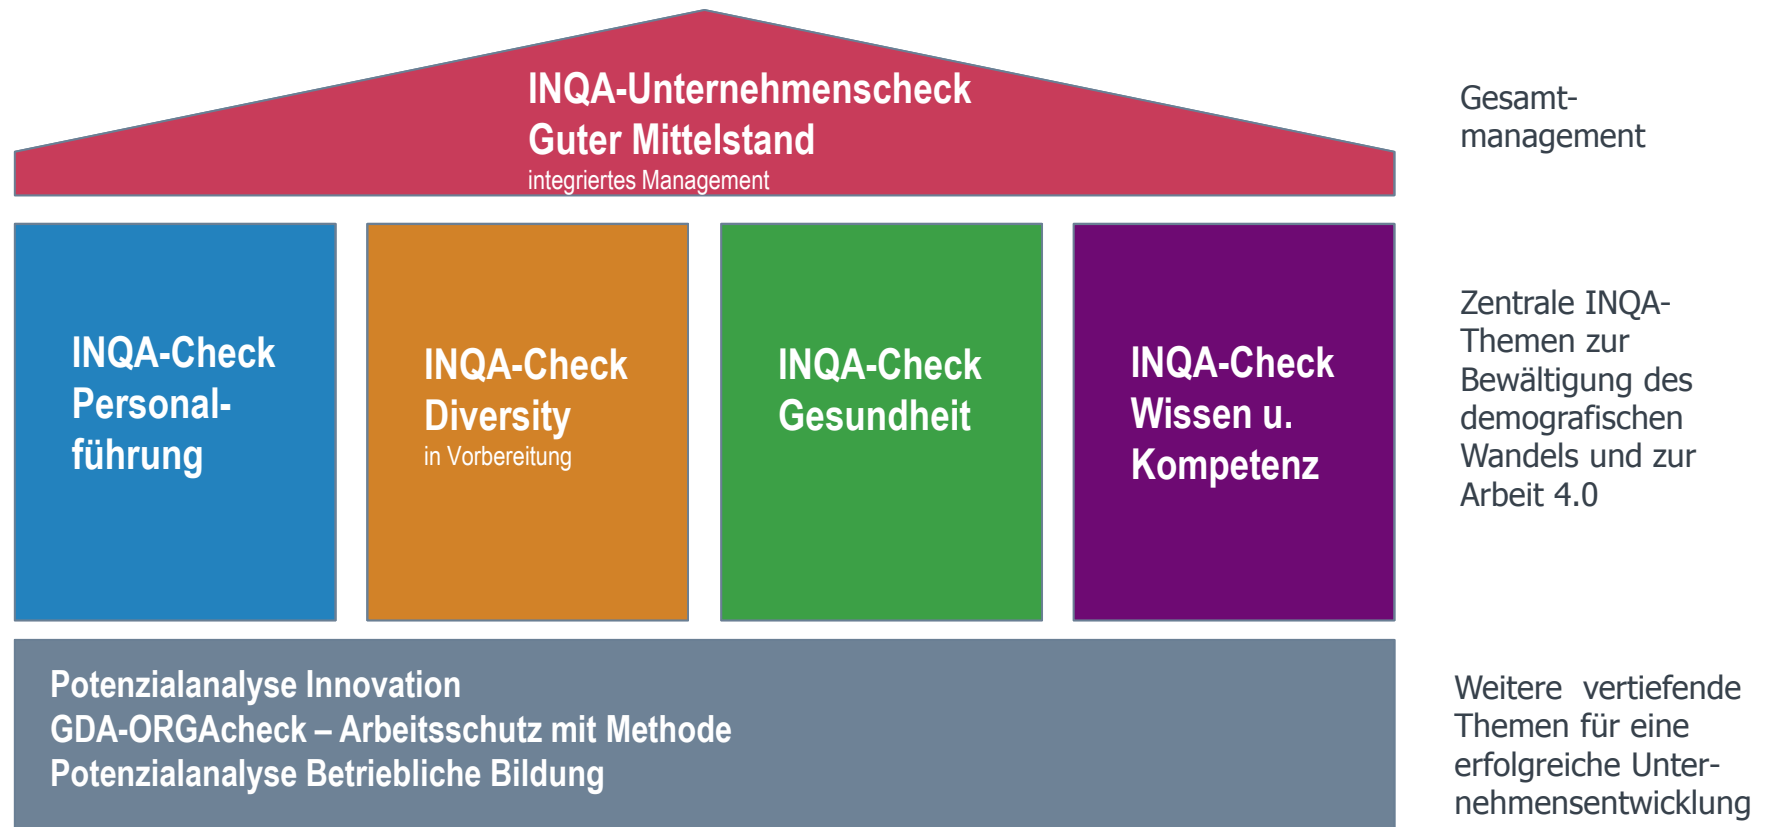 INQA-Unternehmenscheck
Guter Mittelstand
integriertes Management
Gesamt-
management
INQA-Check
Personal-
führung
INQA-Check
Diversity
in Vorbereitung
INQA-Check
Gesundheit
INQA-Check
Wissen u.
Kompetenz
Zentrale INQA-
Themen zur
Bewältigung des
demografischen
Wandels und zur
Arbeit 4.0
Potenzialanalyse Innovation
GDA-ORGAcheck – Arbeitsschutz mit Methode
Potenzialanalyse Betriebliche Bildung
Weitere vertiefende
Themen für eine
erfolgreiche Unter-
nehmensentwicklung